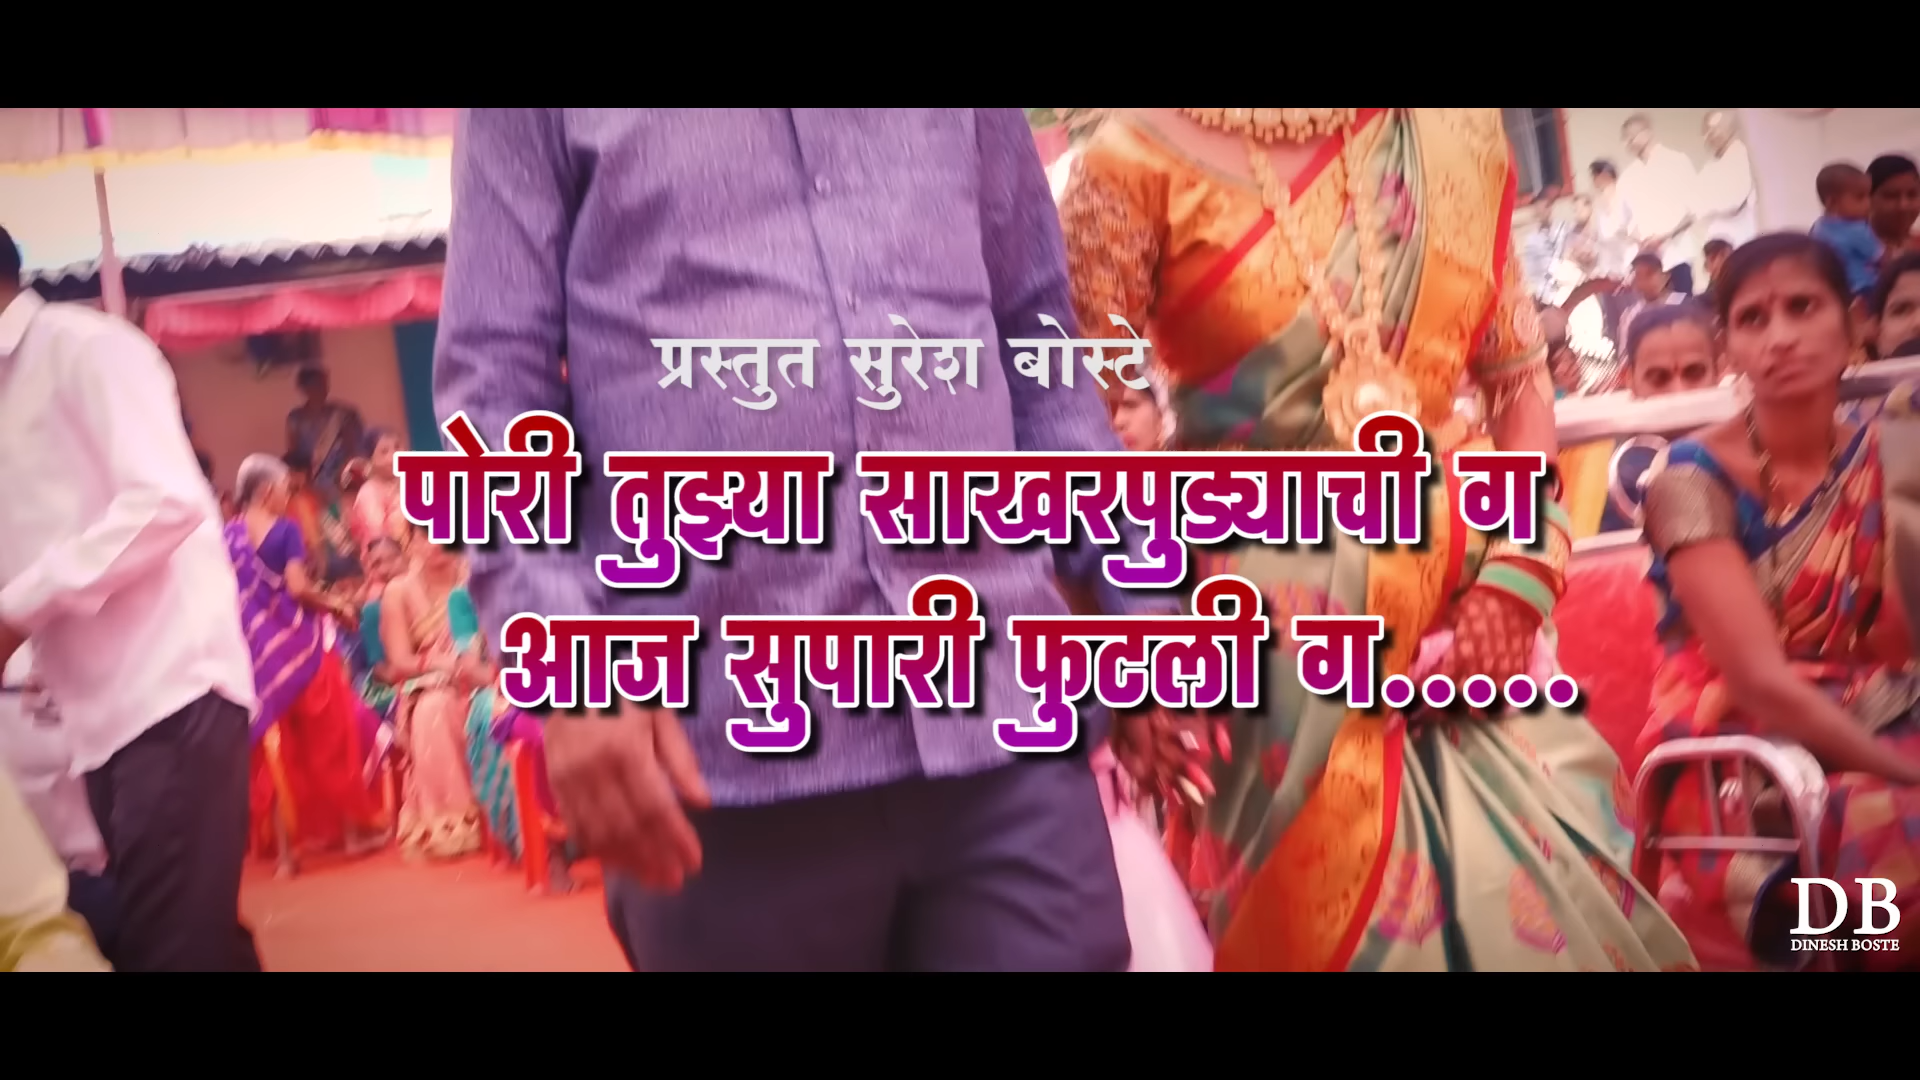 प्रस्तुत सुरेश बोस्टे
पोरी तुझ्या साखरपुड्याची ग
आज सुपारी फुटली ग.....
DB
DINESH BOSTE